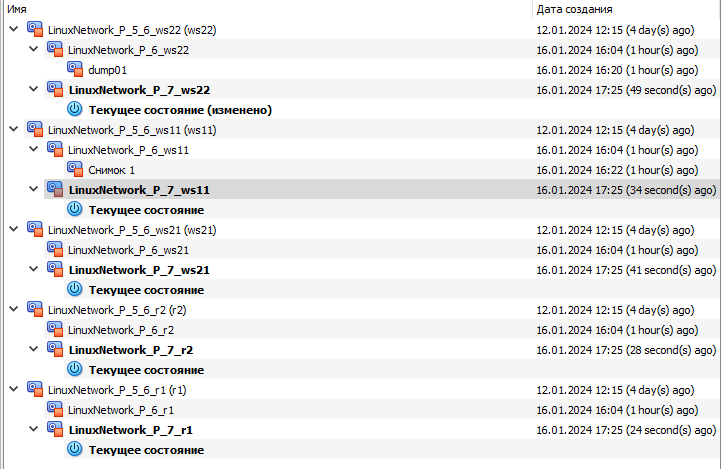 Имя Дата создания
LinuxNetwork_P_5_6_ws22 (ws22) 12.01.2024 12:15 (4 day(s) ago)
LinuxNetwork_P_6_ws22 16.01.2024 16:04 (1 hour(s) ago)
dump01 16.01.2024 16:20 (1 hour(s) ago)
LinuxNetwork_P_7_ws22 16.01.2024 17:25 (49 second(s) ago)
Текущее состояние (изменено)
LinuxNetwork_P_5_6_ws11 (ws11) 12.01.2024 12:15 (4 day(s) ago)
LinuxNetwork_P_6_ws11 16.01.2024 16:04 (1 hour(s) ago)
Снимок 1 16.01.2024 16:22 (1 hour(s) ago)
LinuxNetwork_P_7_ws11 16.01.2024 17:25 (34 second(s) ago)
Текущее состояние
LinuxNetwork_P_5_6_ws21 (ws21) 12.01.2024 12:15 (4 day(s) ago)
LinuxNetwork_P_6_ws21 16.01.2024 16:04 (1 hour(s) ago)
LinuxNetwork_P_7_ws21 16.01.2024 17:25 (41 second(s) ago)
Текущее состояние
LinuxNetwork_P_5_6_r2 (r2) 12.01.2024 12:15 (4 day(s) ago)
LinuxNetwork_P_6_r2 16.01.2024 16:04 (1 hour(s) ago)
LinuxNetwork_P_7_r2 16.01.2024 17:25 (28 second(s) ago)
Текущее состояние
LinuxNetwork_P_5_6_r1 (r1) 12.01.2024 12:15 (4 day(s) ago)
LinuxNetwork_P_6_r1 16.01.2024 16:04 (1 hour(s) ago)
LinuxNetwork_P_7_r1 16.01.2024 17:25 (24 second(s) ago)
Текущее состояние